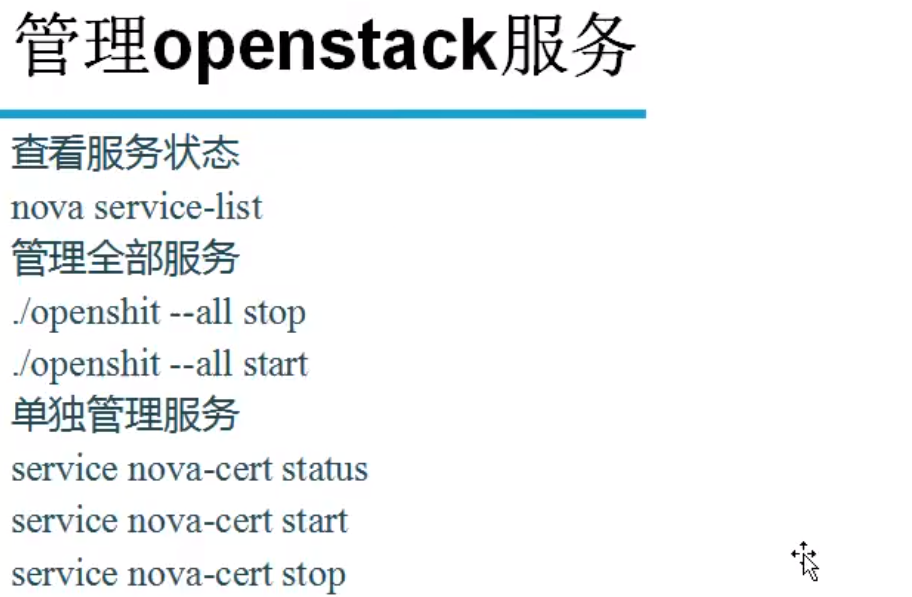 管理openstack服务
查看服务状态
nova service-list
管理全部服务
./openshit --all stop
./openshit --all start
单独管理服务
service nova-cert status
service nova-cert start
service nova-cert stop